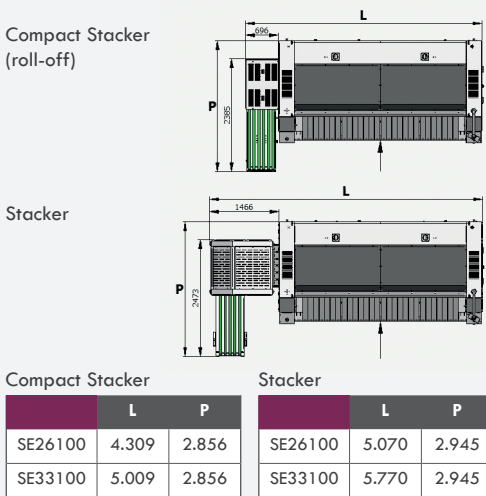 Compact Stacker
(roll-off)
L
696
P
2385
Stacker
L
1466
P
2473
Compact Stacker
L P
SE26100 4.309 2.856
SE33100 5.009 2.856
Stacker
L P
SE26100 5.070 2.945
SE33100 5.770 2.945